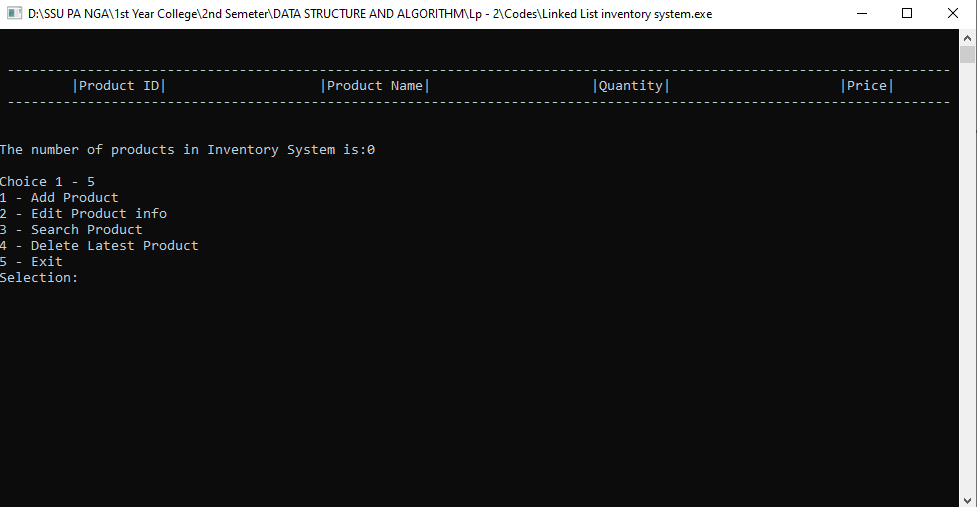 D:\SSU PA NGA\1st Year College\2nd Semeter\DATA STRUCTURE AND ALGORITHM\Lp - 2\Codes\Linked List inventory system.exe
----------------------------------------------------------------------------------------------------------------------
|Product ID| |Product Name| |Quantity| |Price|
----------------------------------------------------------------------------------------------------------------------
The number of products in Inventory System is:0
Choice 1 - 5
1 - Add Product
2 - Edit Product info
3 - Search Product
4 - Delete Latest Product
5 - Exit
Selection: